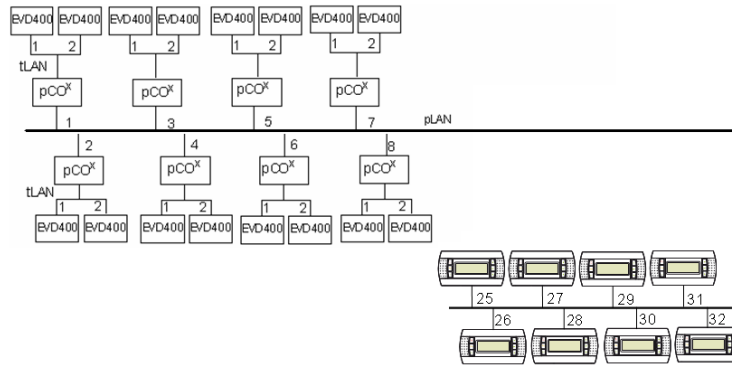 EVD400 EVD400 EVD400 EVD400 EVD400 EVD400 EVD400 EVD400
1 2 1 2 1 2 1 2
tLAN
pCOX pCOX pCOX pCOX
1 3 5 7 pLAN
2 4 6 8
pCOX pCOX pCOX pCOX
tLAN
1 2 1 2 1 2 1 2
EVD400 EVD400 EVD400 EVD400 EVD400 EVD400 EVD400 EVD400
25 27 29 31
26 28 30 32